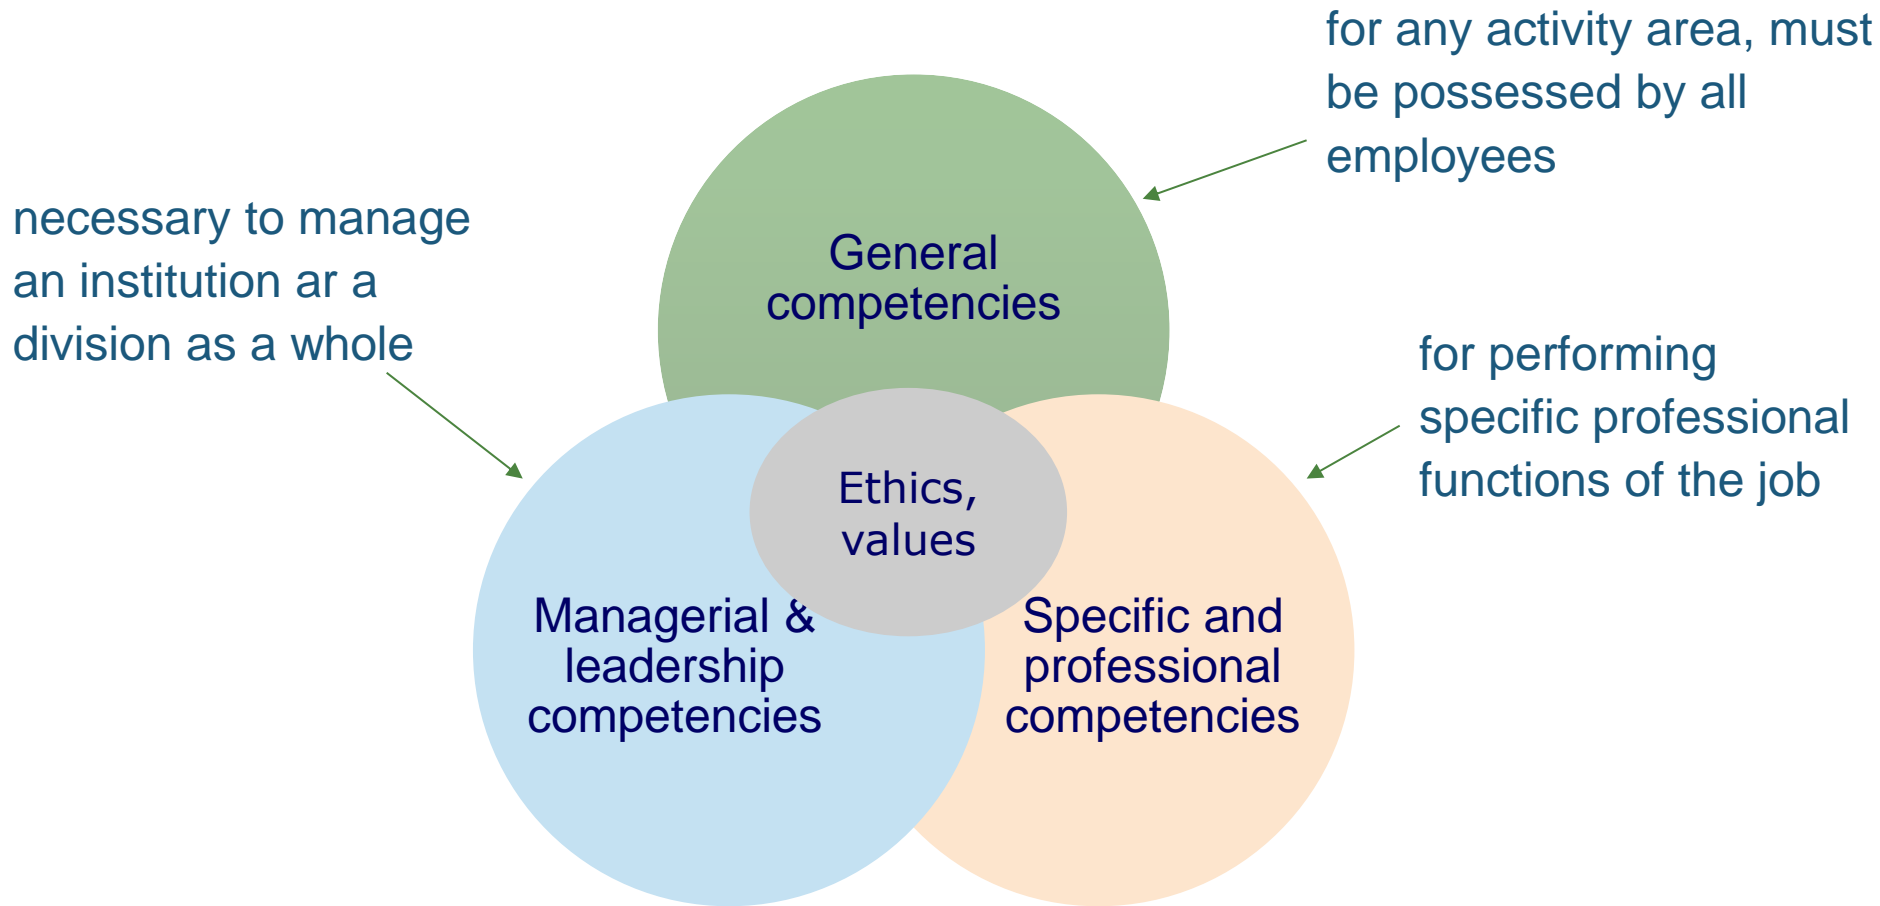 for any activity area, must
be possessed by all
employees
necessary to manage
an institution ar a
division as a whole
General
competencies
for performing
specific professional
functions of the job
Ethics,
values
Managerial &
leadership
competencies
Specific and
professional
competencies